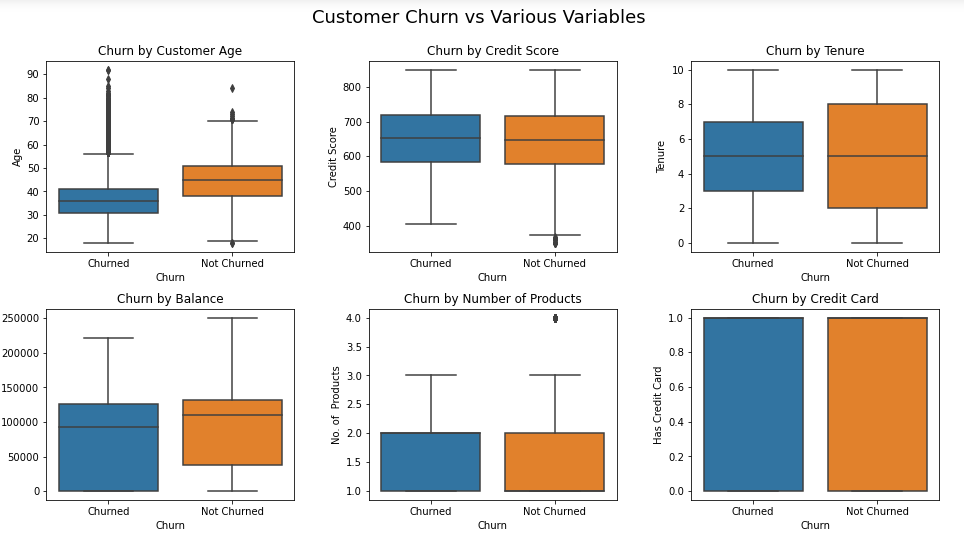 Customer Churn vs Various Variables
Churn by Customer Age
Age
90
80
70
60
50
40
30
20
Churned
Not Churned
Churn
Churn by Credit Score
Credit Score
800
700
600
500
400
Churned
Not Churned
Churn
Churn by Tenure
Tenure
10
8
6
4
2
0
Churned
Not Churned
Churn
Churn by Balance
250000
200000
150000
100000
50000
0
Churned
Not Churned
Churn
Churn by Number of Products
No. of  Products
4.0
3.5
3.0
2.5
2.0
1.5
1.0
Churned
Not Churned
Churn
Churn by Credit Card
Has Credit Card
1.0
0.8
0.6
0.4
0.2
0.0
Churned
Not Churned
Churn